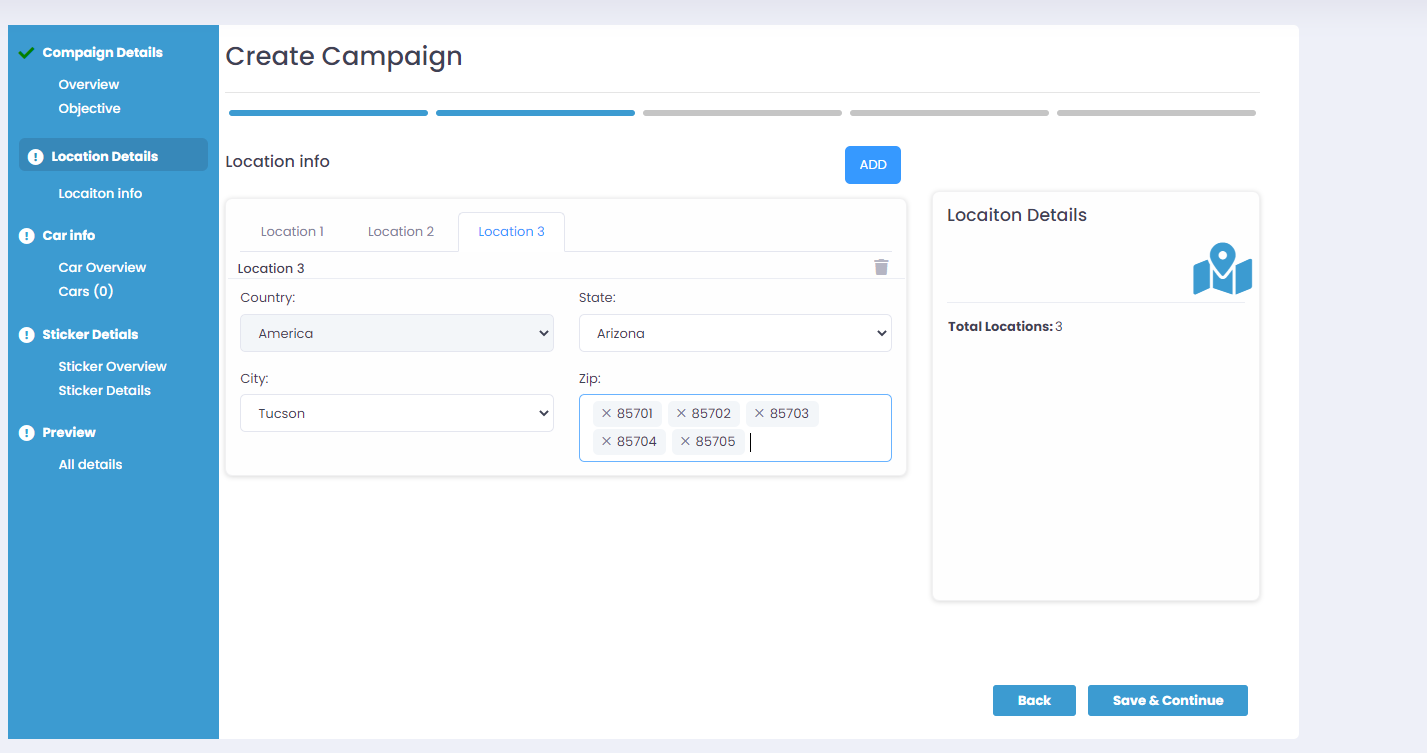 Compaign Details
Overview
Objective
Location Details
Locaiton info
Car info
Car Overview
Cars (0)
Sticker Detials
Sticker Overview
Sticker Details
Preview
All details
Create Campaign
Location info
ADD
Location 1 Location 2 Location 3
Location 3
Country: State:
America Arizona
City: Zip:
Tucson
× 85701 × 85702 × 85703
× 85704 × 85705
Locaiton Details
Total Locations: 3
Back Save & Continue